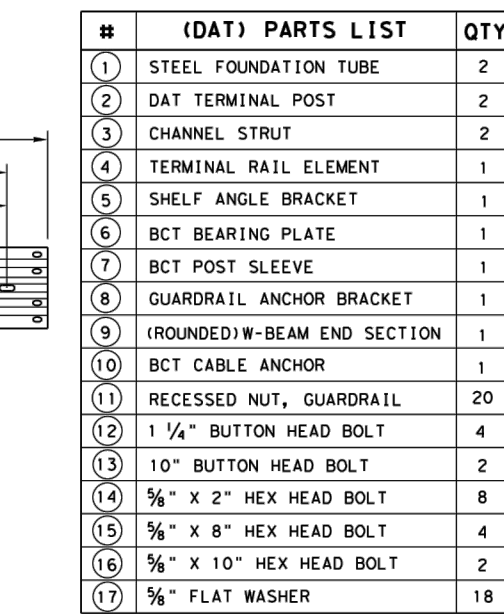 # (DAT) PARTS LIST QTY
1 STEEL FOUNDATION TUBE 2
2 DAT TERMINAL POST 2
3 CHANNEL STRUT 2
4 TERMINAL RAIL ELEMENT 1
5 SHELF ANGLE BRACKET 1
6 BCT BEARING PLATE 1
7 BCT POST SLEEVE 1
8 GUARDRAIL ANCHOR BRACKET 1
9 (ROUNDED)W-BEAM END SECTION 1
10 BCT CABLE ANCHOR 1
11 RECESSED NUT, GUARDRAIL 20
12 1 1/4" BUTTON HEAD BOLT 4
13 10" BUTTON HEAD BOLT 2
14 5/8" X 2" HEX HEAD BOLT 8
15 5/8" X 8" HEX HEAD BOLT 4
16 5/8" X 10" HEX HEAD BOLT 2
17 5/8" FLAT WASHER 18